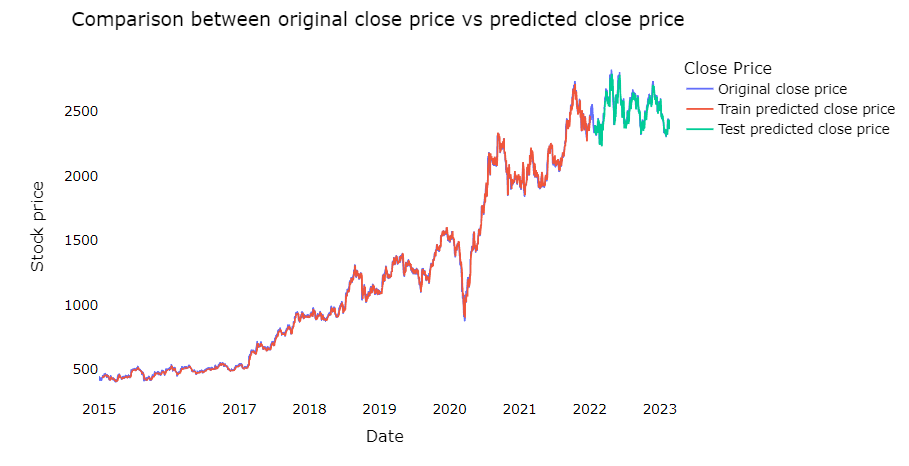 Comparison between original close price vs predicted close price
Close Price
Original close price
Train predicted close price
Test predicted close price
Stock price
2500
2000
1500
1000
500
2015 2016 2017 2018 2019 2020 2021 2022 2023
Date